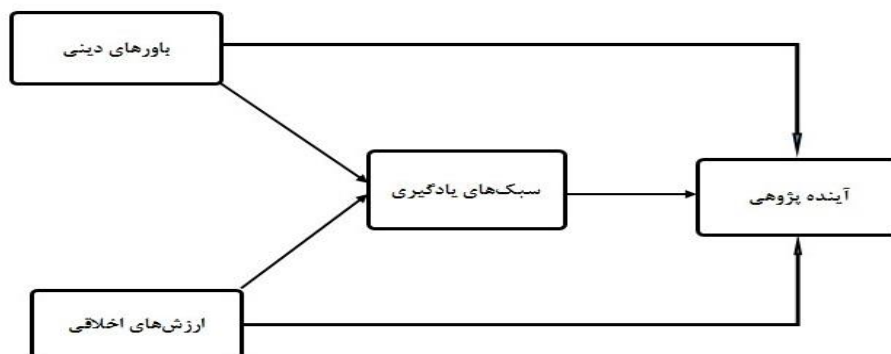 باورهای دینی
سبک‌های یادگیری
آینده پژوهی
ارزش‌های اخلاقی